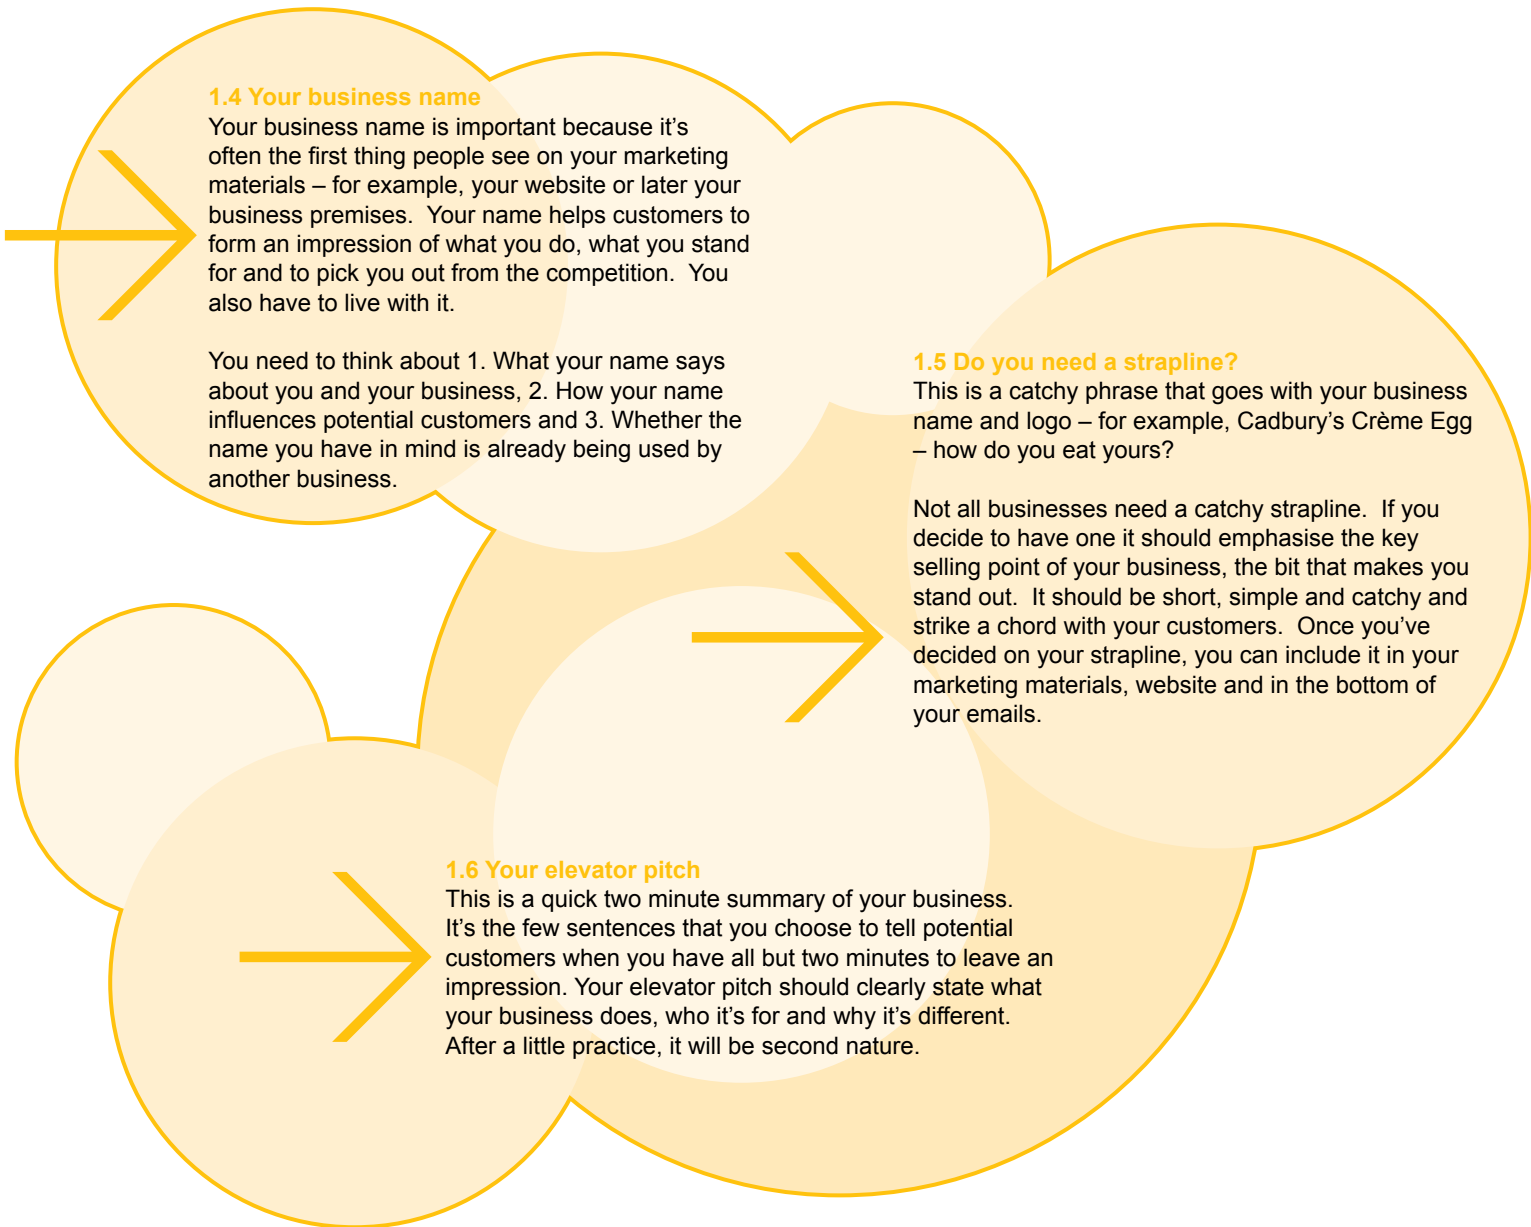 1.4 Your business name
Your business name is important because it’s
often the first thing people see on your marketing
materials – for example, your website or later your
business premises.  Your name helps customers to
form an impression of what you do, what you stand
for and to pick you out from the competition.  You
also have to live with it.
You need to think about 1. What your name says
about you and your business, 2. How your name
influences potential customers and 3. Whether the
name you have in mind is already being used by
another business.
1.5 Do you need a strapline?
This is a catchy phrase that goes with your business
name and logo – for example, Cadbury’s Crème Egg
– how do you eat yours?
Not all businesses need a catchy strapline.  If you
decide to have one it should emphasise the key
selling point of your business, the bit that makes you
stand out.  It should be short, simple and catchy and
strike a chord with your customers.  Once you’ve
decided on your strapline, you can include it in your
marketing materials, website and in the bottom of
your emails.
1.6 Your elevator pitch
This is a quick two minute summary of your business.
It’s the few sentences that you choose to tell potential
customers when you have all but two minutes to leave an
impression. Your elevator pitch should clearly state what
your business does, who it’s for and why it’s different.
After a little practice, it will be second nature.